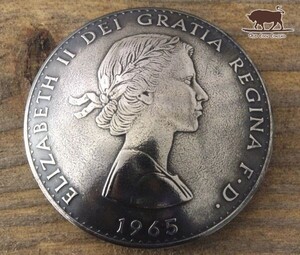 ELIZABETH II DEI GRATIA REGINA F·D·
1965